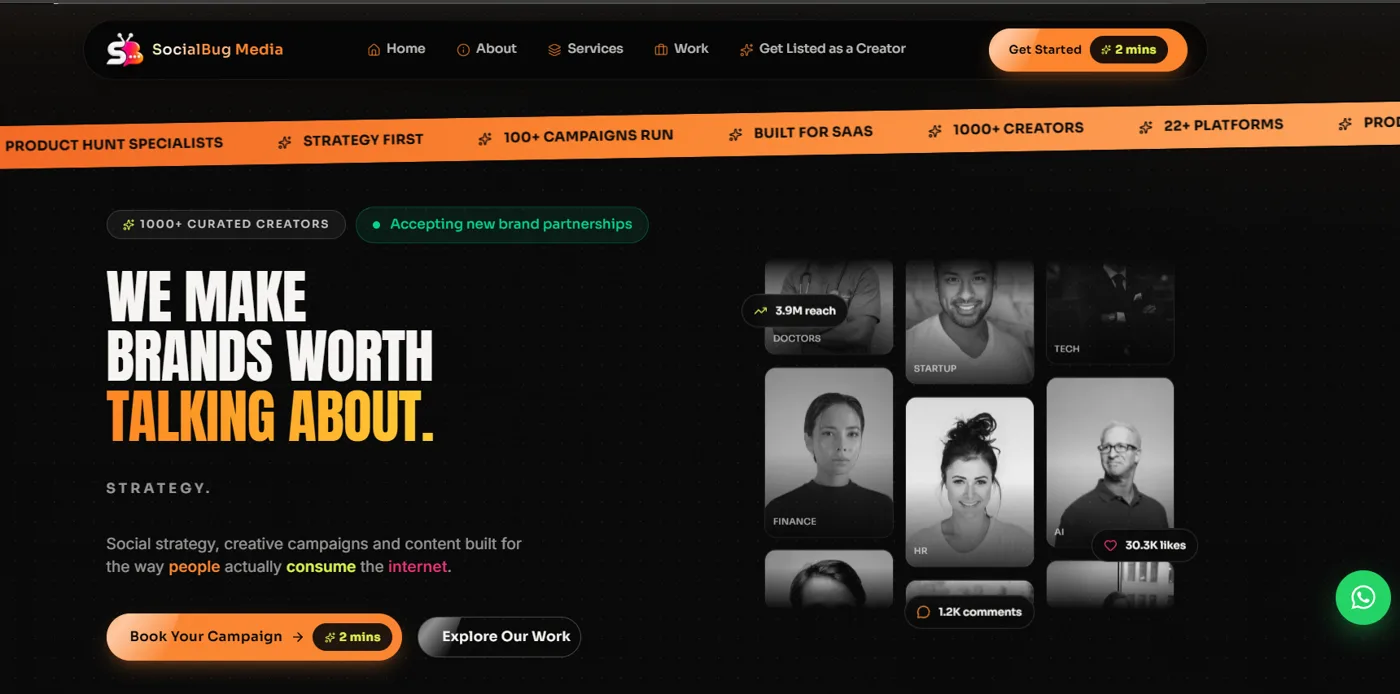 SocialBug Media
Home
About
Services
Work
Get Listed as a Creator
Get Started
2 mins
PRODUCT HUNT SPECIALISTS
STRATEGY FIRST
100+ CAMPAIGNS RUN
BUILT FOR SAAS
1000+ CREATORS
22+ PLATFORMS
PROD
1000+ CURATED CREATORS
Accepting new brand partnerships
WE MAKE
BRANDS WORTH
TALKING ABOUT.
STRATEGY.
Social strategy, creative campaigns and content built for
the way people actually consume the internet.
Book Your Campaign →
2 mins
Explore Our Work
3.9M reach
DOCTORS
STARTUP
TECH
FINANCE
HR
AI
30.3K likes
1.2K comments